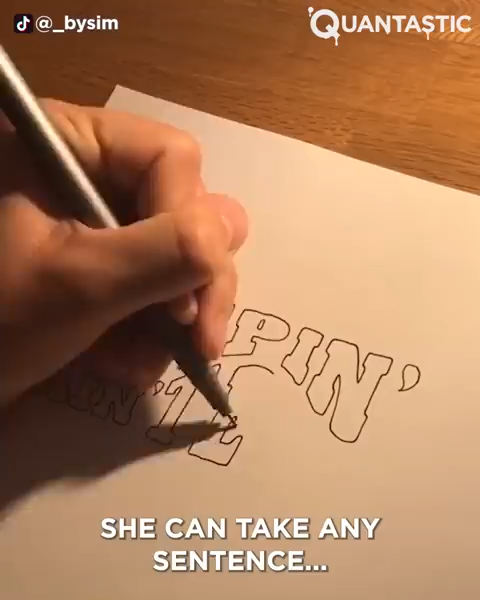 @_bysim
QUANTASTIC
PIN'
SHE CAN TAKE ANY
SENTENCE...